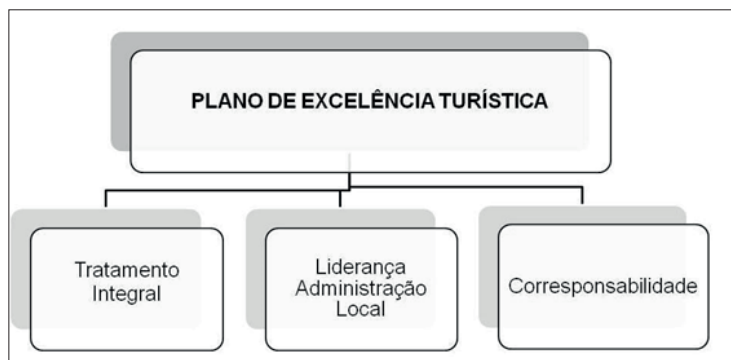 PLANO DE EXCELÊNCIA TURÍSTICA
Tratamento
Integral
Liderança
Administração
Local
Corresponsabilidade